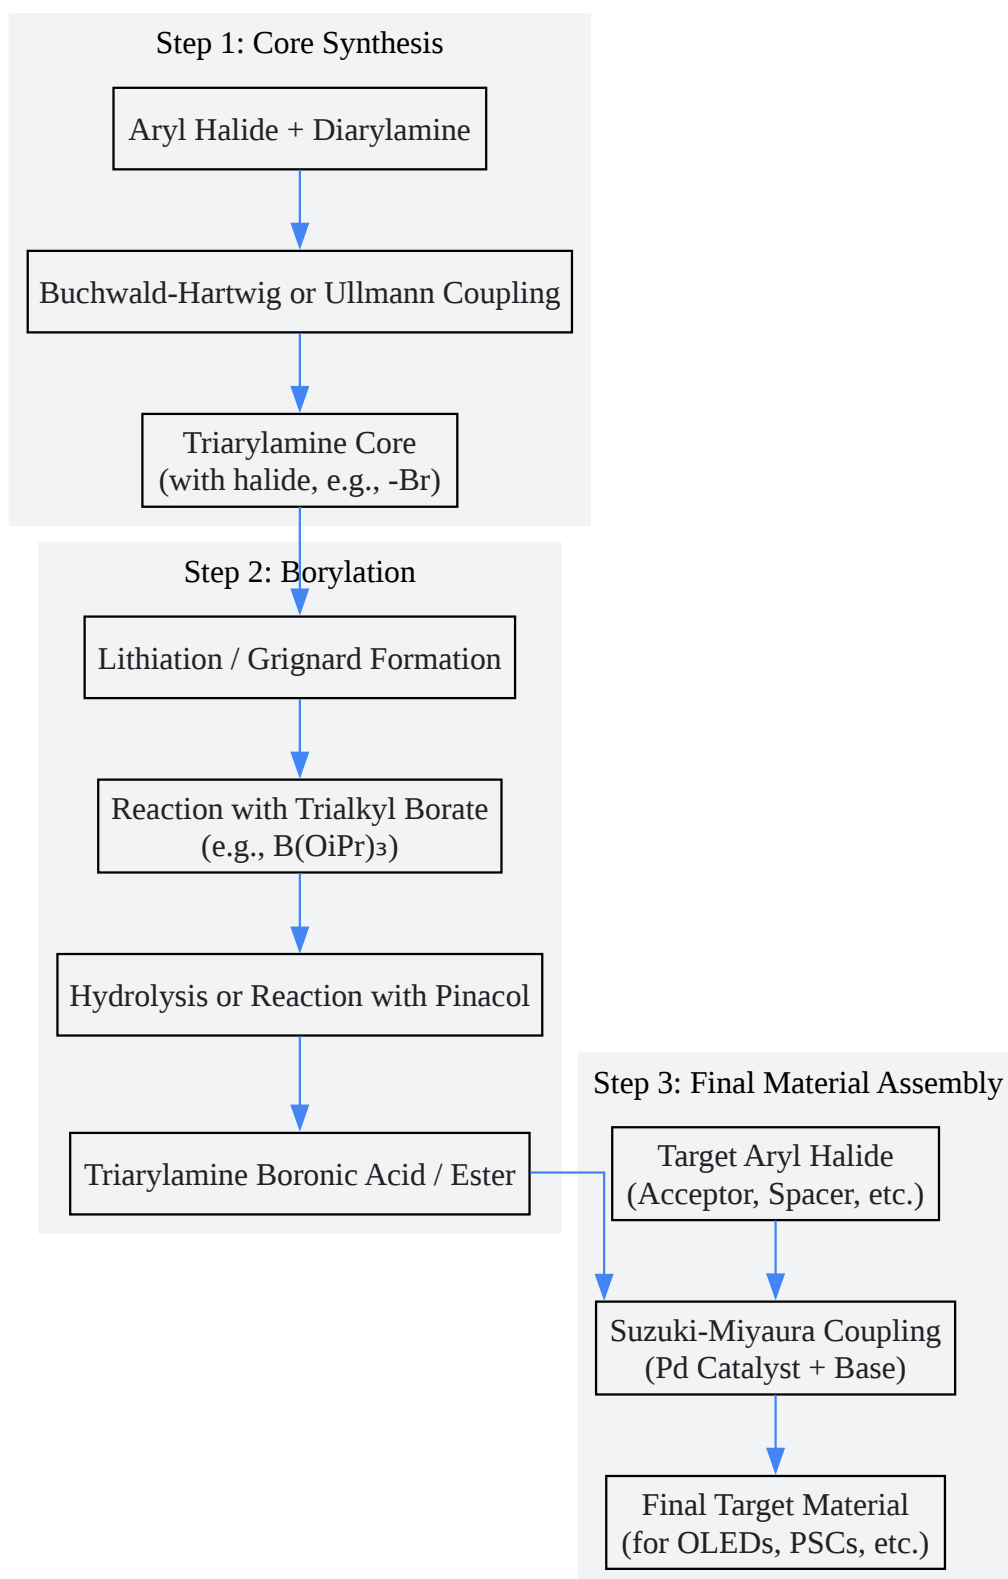 Step 1: Core Synthesis
Aryl Halide + Diarylamine
Buchwald-Hartwig or Ullmann Coupling
Triarylamine Core
(with halide, e.g., -Br)
Step 2: Borylation
Lithiation / Grignard Formation
Reaction with Trialkyl Borate
(e.g., B(OiPr)₃)
Hydrolysis or Reaction with Pinacol
Triarylamine Boronic Acid / Ester
Step 3: Final Material Assembly
Target Aryl Halide
(Acceptor, Spacer, etc.)
Suzuki-Miyaura Coupling
(Pd Catalyst + Base)
Final Target Material
(for OLEDs, PSCs, etc.)